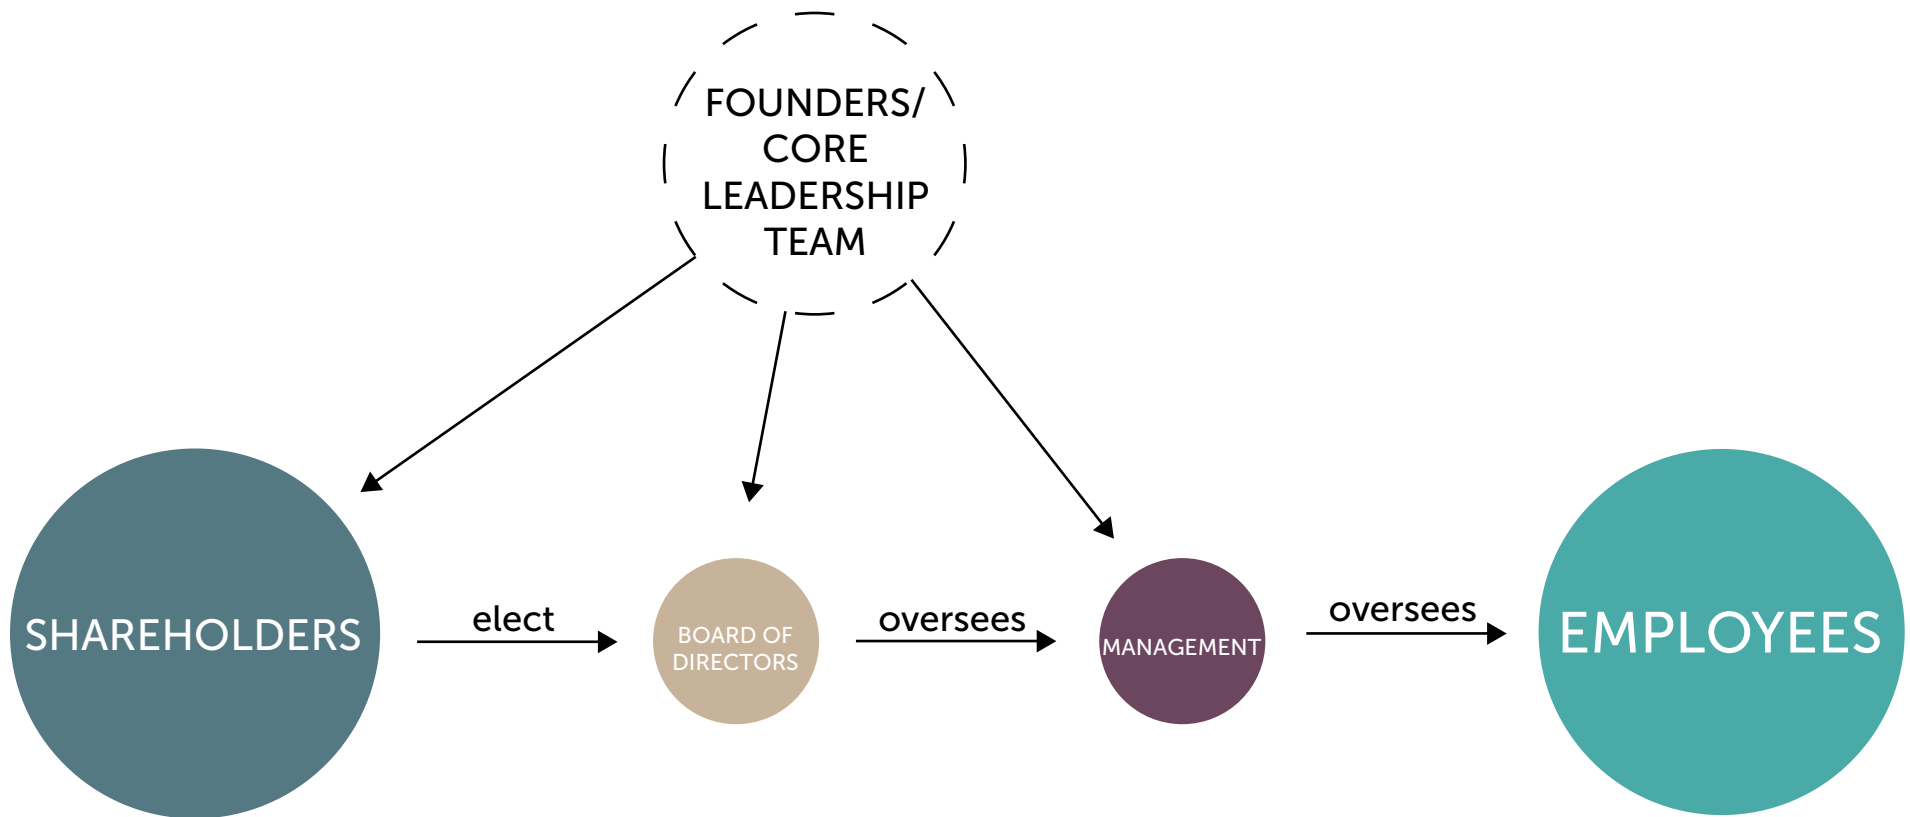 FOUNDERS/
CORE
LEADERSHIP
TEAM
SHAREHOLDERS
elect
BOARD OF
DIRECTORS
oversees
MANAGEMENT
oversees
EMPLOYEES